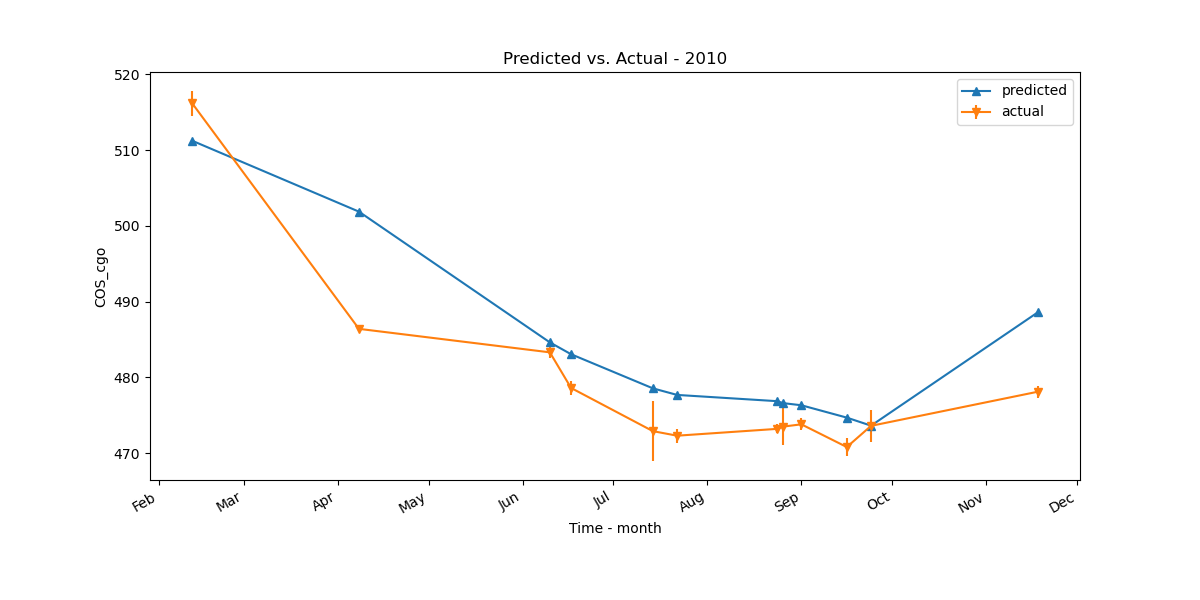 Predicted vs. Actual - 2010
predicted
actual
520
510
500
490
480
470
COS_cgo
Feb
Mar
Apr
May
Jun
Jul
Aug
Sep
Oct
Nov
Dec
Time - month